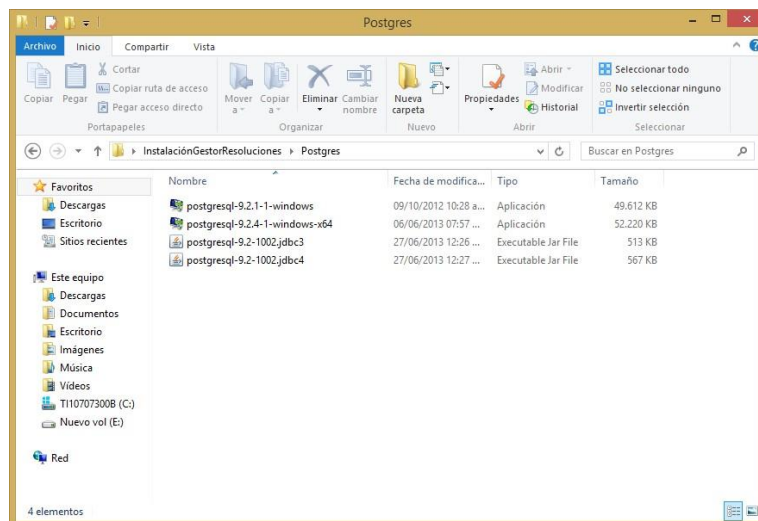 Postgres
Archivo Inicio Compartir Vista
Copiar
Pegar
Cortar
Copiar ruta de acceso
Pegar acceso directo
Portapapeles
Mover a
Copiar a
Eliminar
Cambiar nombre
Organizar
Nueva carpeta
Nuevo
Propiedades
Abrir
Modificar
Historial
Abrir
Seleccionar todo
No seleccionar ninguno
Invertir selección
Seleccionar
InstalaciónGestorResoluciones Postgres
Buscar en Postgres
Favoritos
Descargas
Escritorio
Sitios recientes
Este equipo
Descargas
Documentos
Escritorio
Imágenes
Música
Vídeos
TI10707300B (C:)
Nuevo vol (E:)
Red
Nombre Fecha de modifica... Tipo Tamaño
postgresql-9.2.1-1-windows 09/10/2012 10:28 a... Aplicación 49.612 KB
postgresql-9.2.4-1-windows-x64 06/06/2013 07:57 ... Aplicación 52.220 KB
postgresql-9.2-1002.jdbc3 27/06/2013 12:26 ... Executable Jar File 513 KB
postgresql-9.2-1002.jdbc4 27/06/2013 12:27 ... Executable Jar File 567 KB
4 elementos